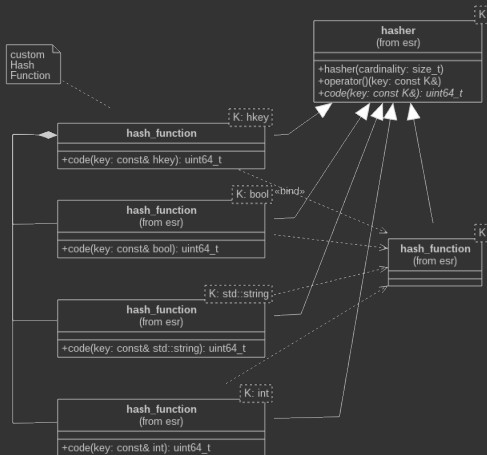 K
hasher
(from esr)
+hasher(cardinality: size_t)
+operator()(key: const K&)
+code(key: const K&): uint64_t
custom
Hash
Function
K: hkey
hash_function
+code(key: const& hkey): uint64_t
K: bool
«bind»
hash_function
(from esr)
+code(key: const& bool): uint64_t
K
hash_function
(from esr)
K: std::string
hash_function
(from esr)
+code(key: const& std::string): uint64_t
K: int
hash_function
(from esr)
+code(key: const& int): uint64_t